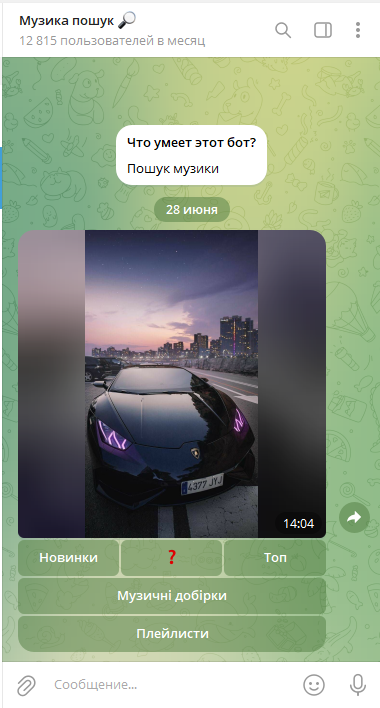 Музика пошук 🔎
12 815 пользователей в месяц
Что умеет этот бот?
Пошук музики
28 июня
4377 JYJ
14:04
Новинки ❓ Топ
Музичні добірки
Плейлисти
Сообщение...